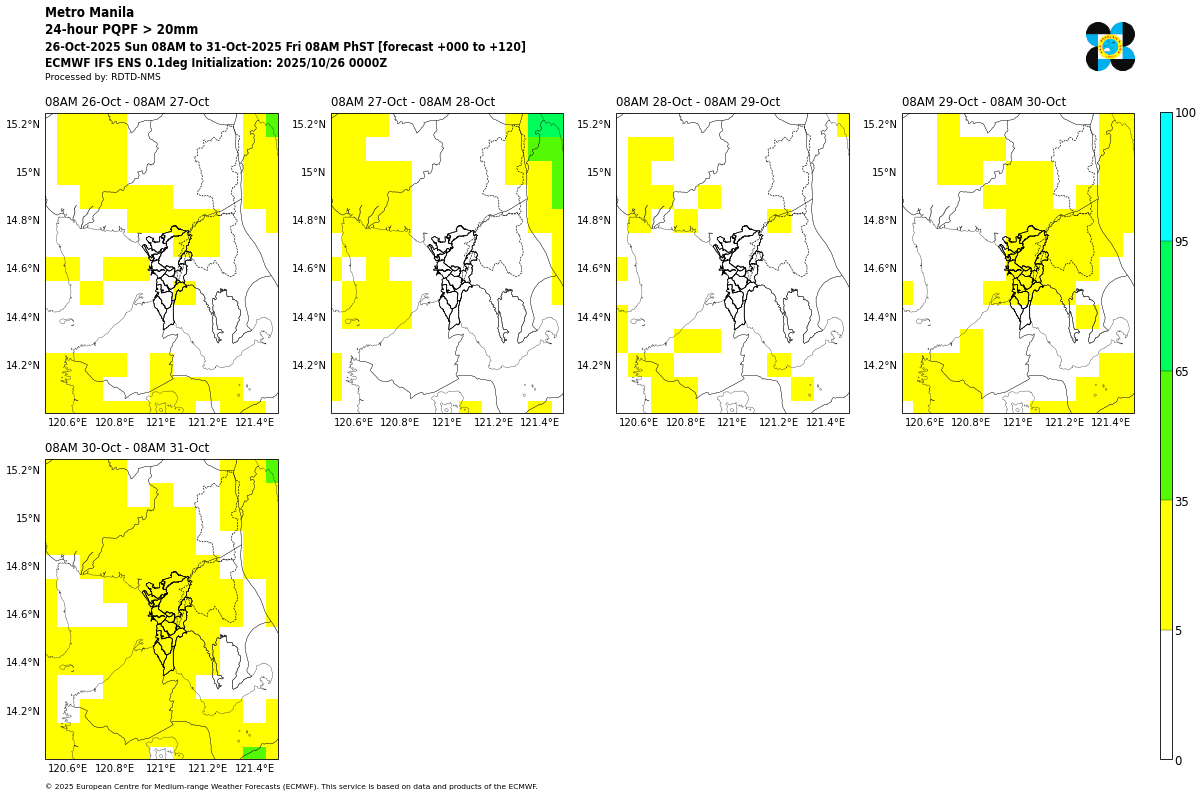 Metro Manila
24-hour PQPF > 20mm
26-Oct-2025 Sun 08AM to 31-Oct-2025 Fri 08AM PhST [forecast +000 to +120]
ECMWF IFS ENS 0.1deg Initialization: 2025/10/26 0000Z
Processed by: RDTD-NMS
08AM 26-Oct - 08AM 27-Oct
15.2°N
15°N
14.8°N
14.6°N
14.4°N
14.2°N
120.6°E 120.8°E 121°E 121.2°E 121.4°E
08AM 27-Oct - 08AM 28-Oct
15.2°N
15°N
14.8°N
14.6°N
14.4°N
14.2°N
120.6°E 120.8°E 121°E 121.2°E 121.4°E
08AM 28-Oct - 08AM 29-Oct
15.2°N
15°N
14.8°N
14.6°N
14.4°N
14.2°N
120.6°E 120.8°E 121°E 121.2°E 121.4°E
08AM 29-Oct - 08AM 30-Oct
15.2°N
15°N
14.8°N
14.6°N
14.4°N
14.2°N
120.6°E 120.8°E 121°E 121.2°E 121.4°E
08AM 30-Oct - 08AM 31-Oct
15.2°N
15°N
14.8°N
14.6°N
14.4°N
14.2°N
120.6°E 120.8°E 121°E 121.2°E 121.4°E
100
95
65
35
5
0
© 2025 European Centre for Medium-range Weather Forecasts (ECMWF). This service is based on data and products of the ECMWF.